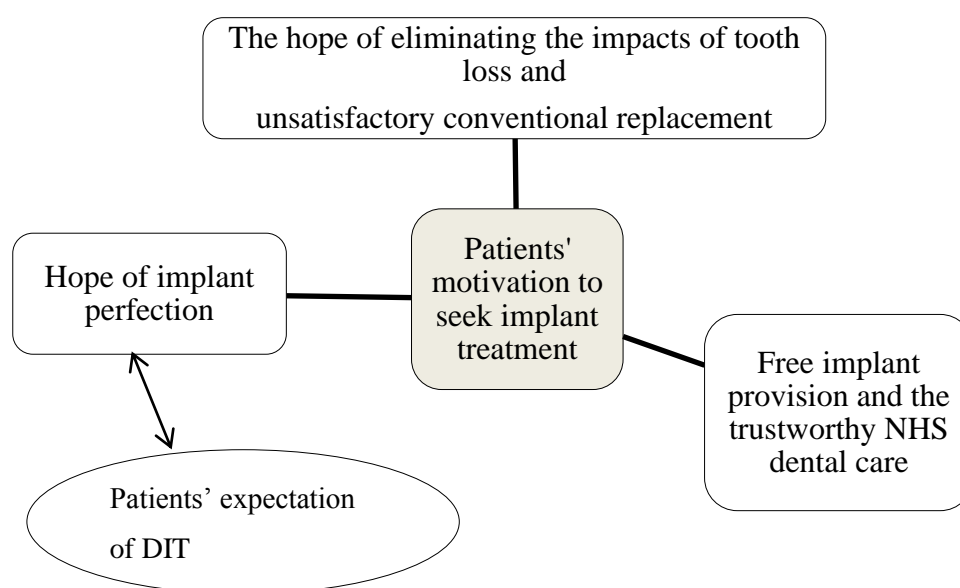 The hope of eliminating the impacts of tooth
loss and
unsatisfactory conventional replacement
Patients'
motivation to
seek implant
treatment
Hope of implant
perfection
Free implant
provision and the
trustworthy NHS
dental care
Patients’ expectation
of DIT